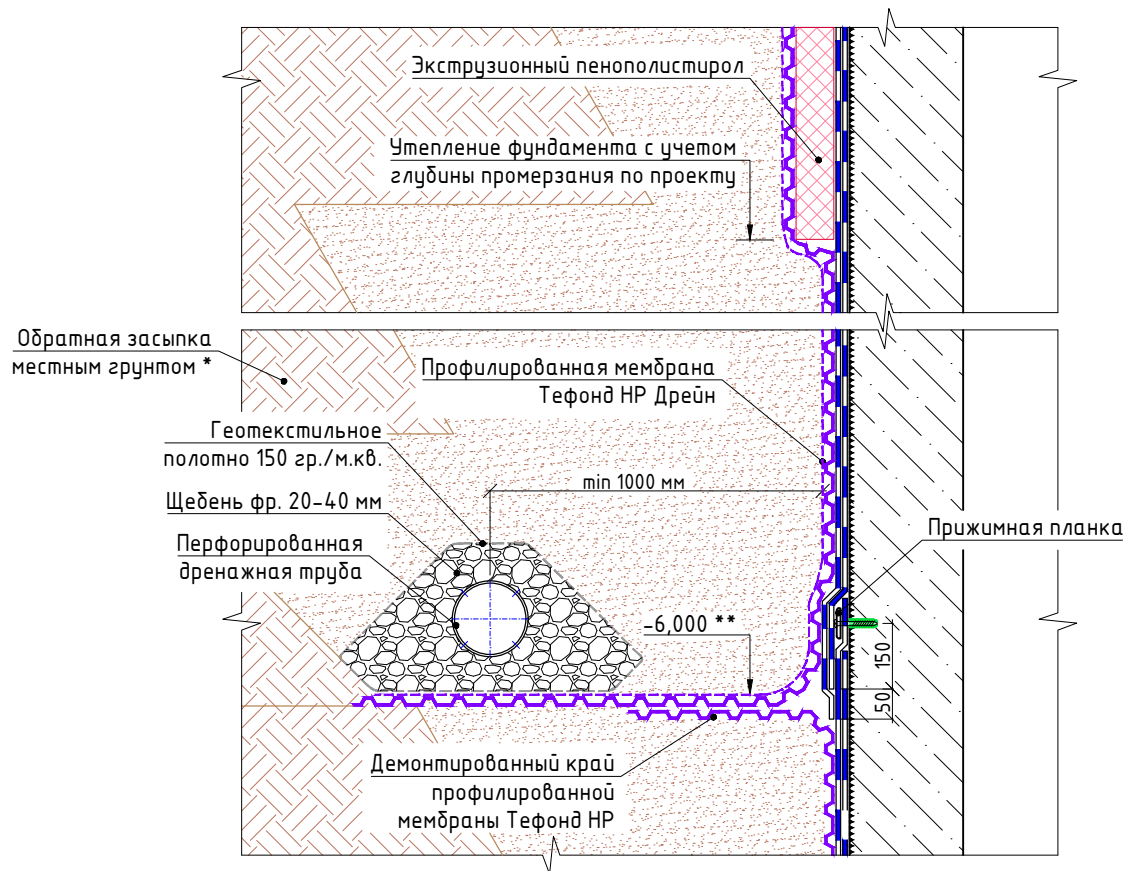 Экструзионный пенополистирол
Утепление фундамента с учетом
глубины промерзания по проекту
Обратная засыпка
местным грунтом *
Профилированная мембрана
Тефонд НР Дрейн
Геотекстильное
полотно 150 гр./м.кв.
min 1000 мм
Щебень фр. 20-40 мм
Прижимная планка
Перфорированная
дренажная труба
-6,000 **
150
50
Демонтированный край
профилированной
мембраны Тефонд НР